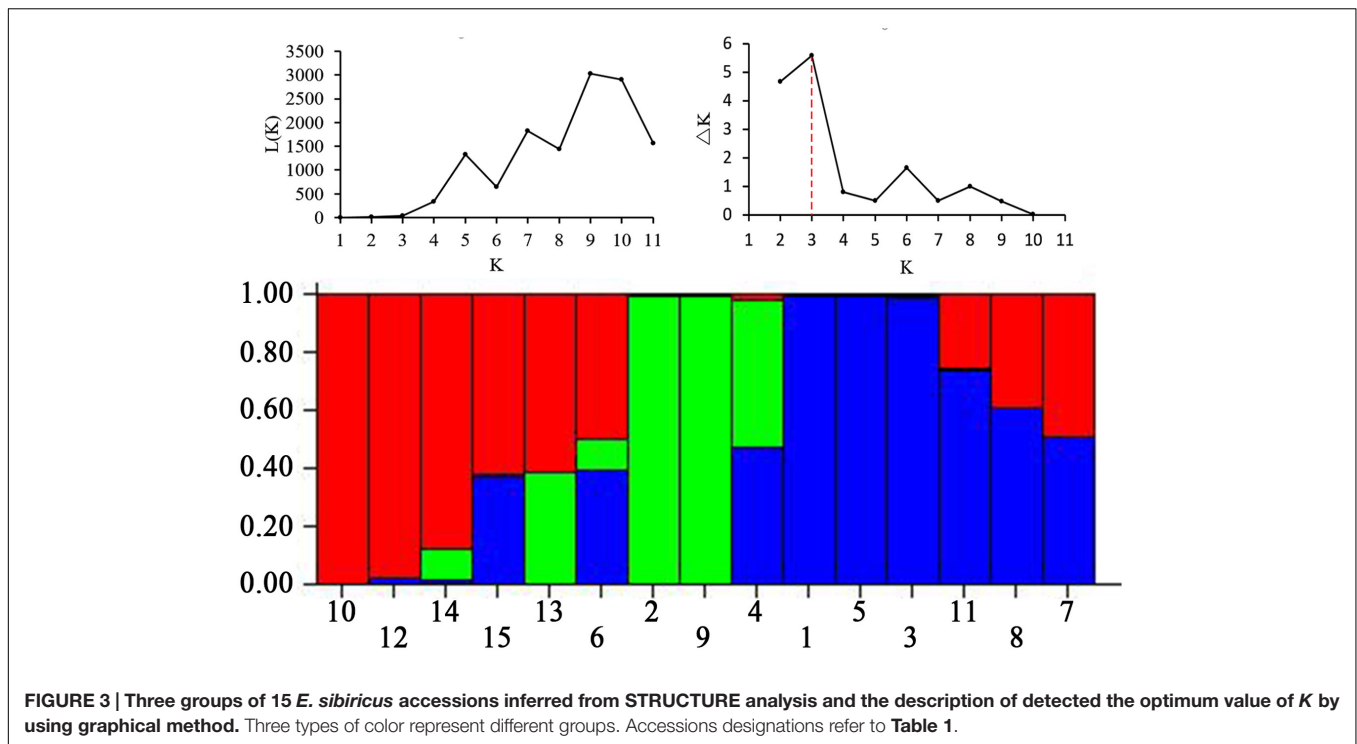 3500
3000
2500
2000
1500
1000
500
0
L(K)
1 2 3 4 5 6 7 8 9 10 11
K
6
5
4
3
2
1
0
△K
1 2 3 4 5 6 7 8 9 10 11
K
1.00
0.80
0.60
0.40
0.20
0.00
10 14 13 2 4 5 11 7
12 15 6 9 1 3 8
FIGURE 3 | Three groups of 15 E. sibiricus accessions inferred from STRUCTURE analysis and the description of detected the optimum value of K by
using graphical method. Three types of color represent different groups. Accessions designations refer to Table 1.